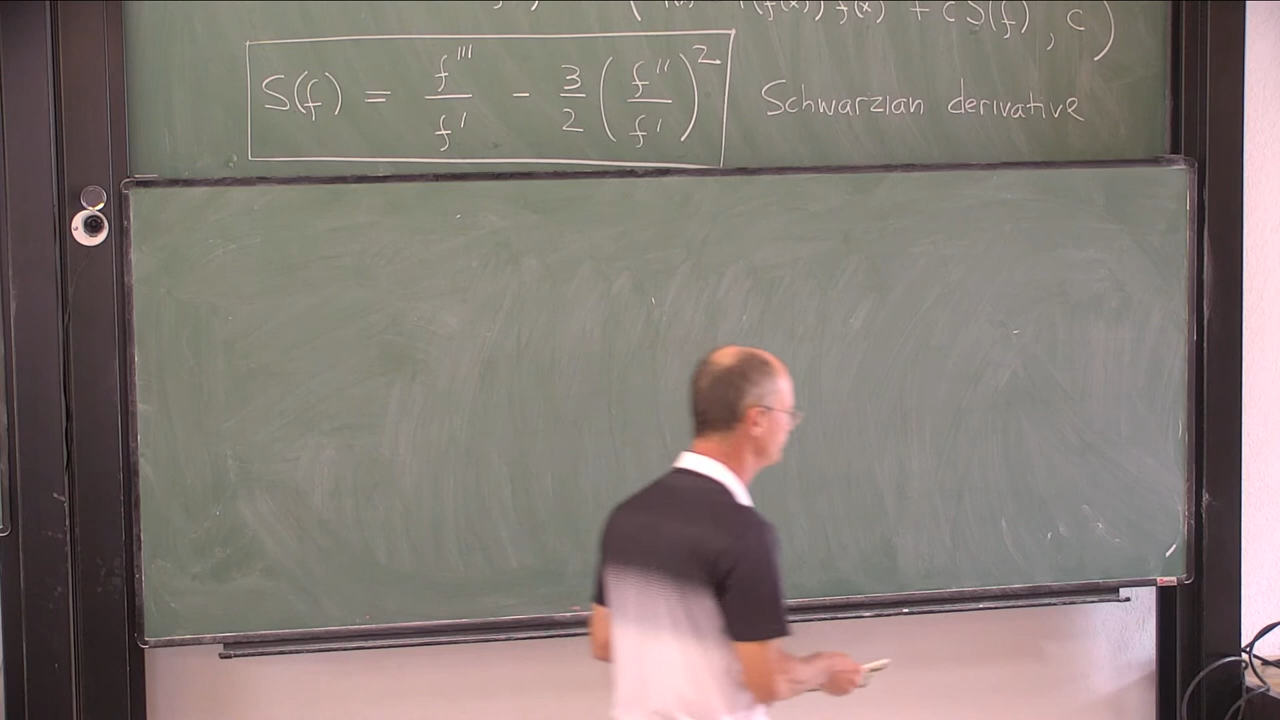 f(x) + c S(f), c)
S(f) = f'''/f' - 3/2 (f''/f')^2 Schwarzian derivative